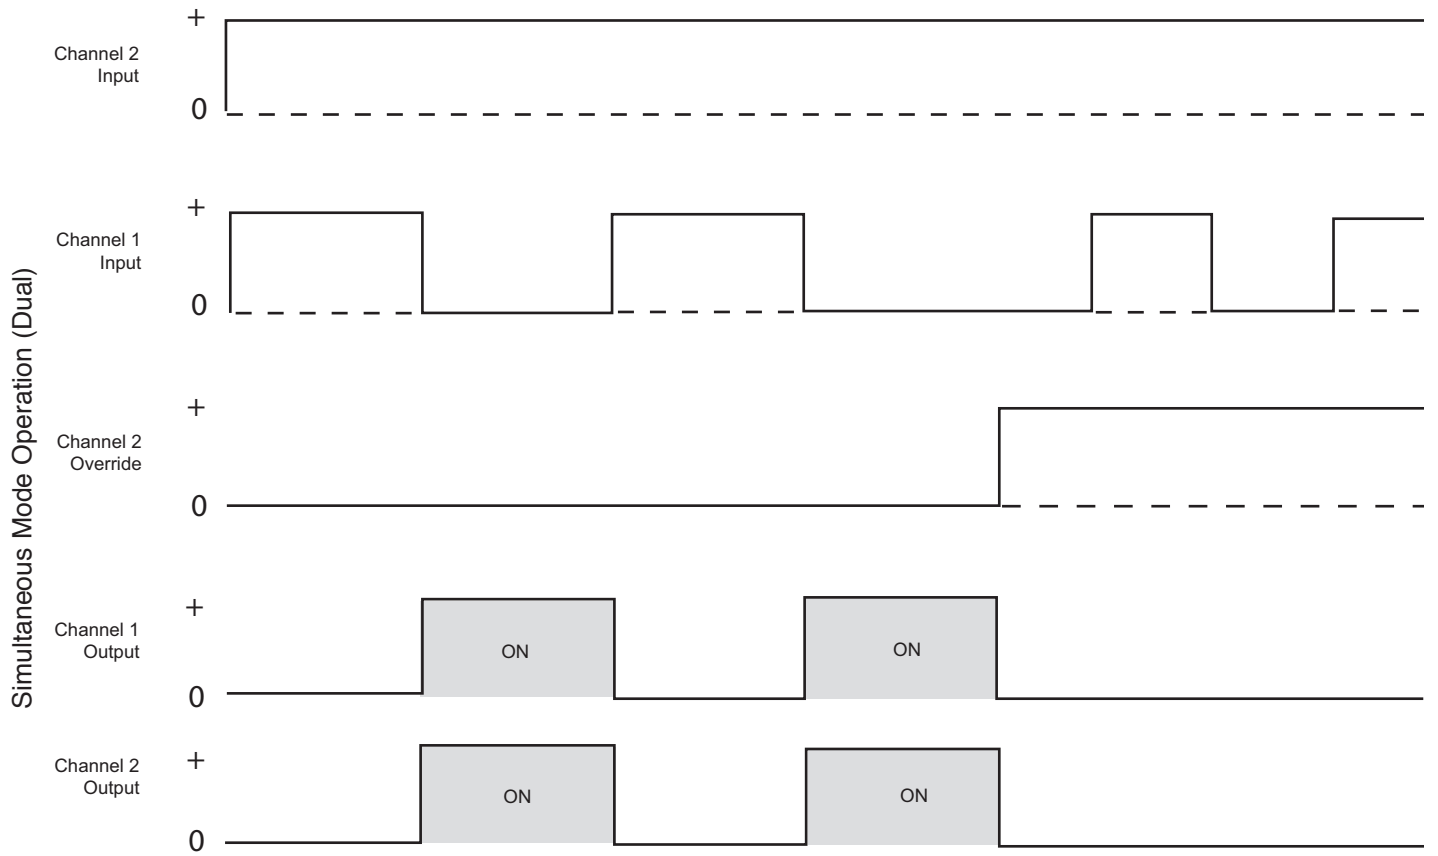 Simultaneous Mode Operation (Dual)
+
Channel 2
Input
0
+
Channel 1
Input
0
+
Channel 2
Override
0
+
Channel 1
Output
ON
ON
0
+
Channel 2
Output
ON
ON
0